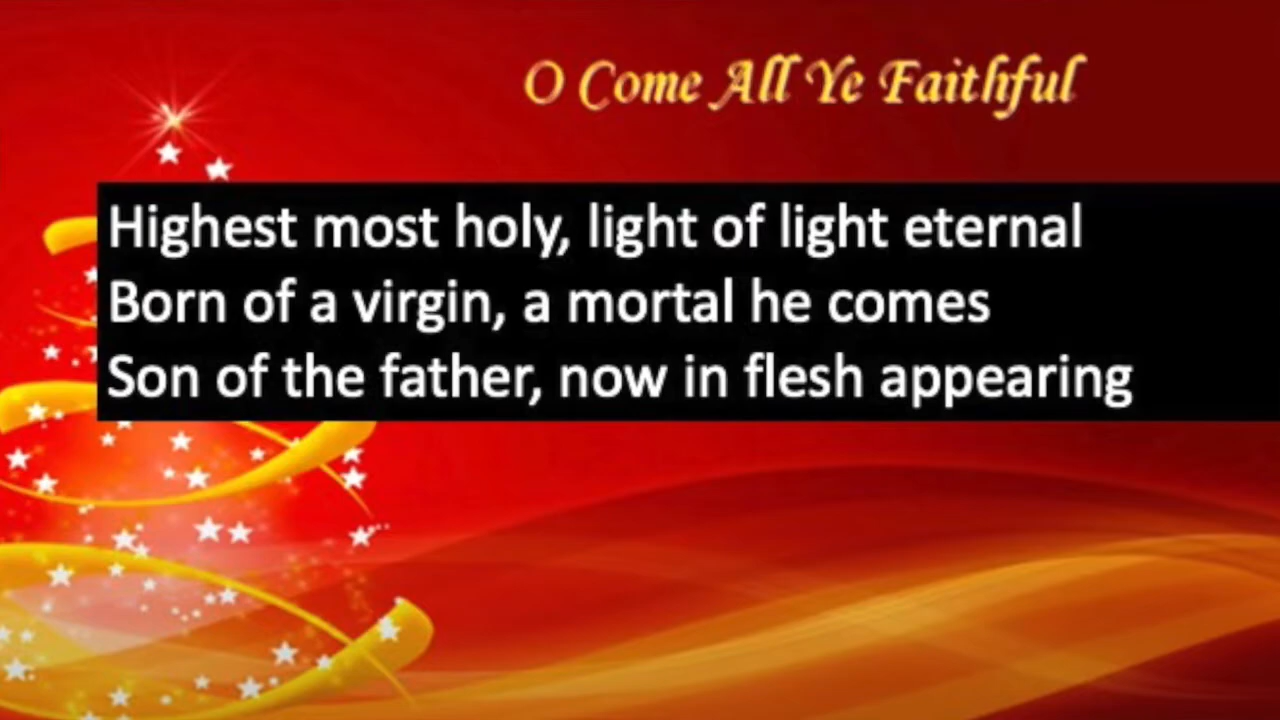 O Come All Ye Faithful
Highest most holy, light of light eternal
Born of a virgin, a mortal he comes
Son of the father, now in flesh appearing